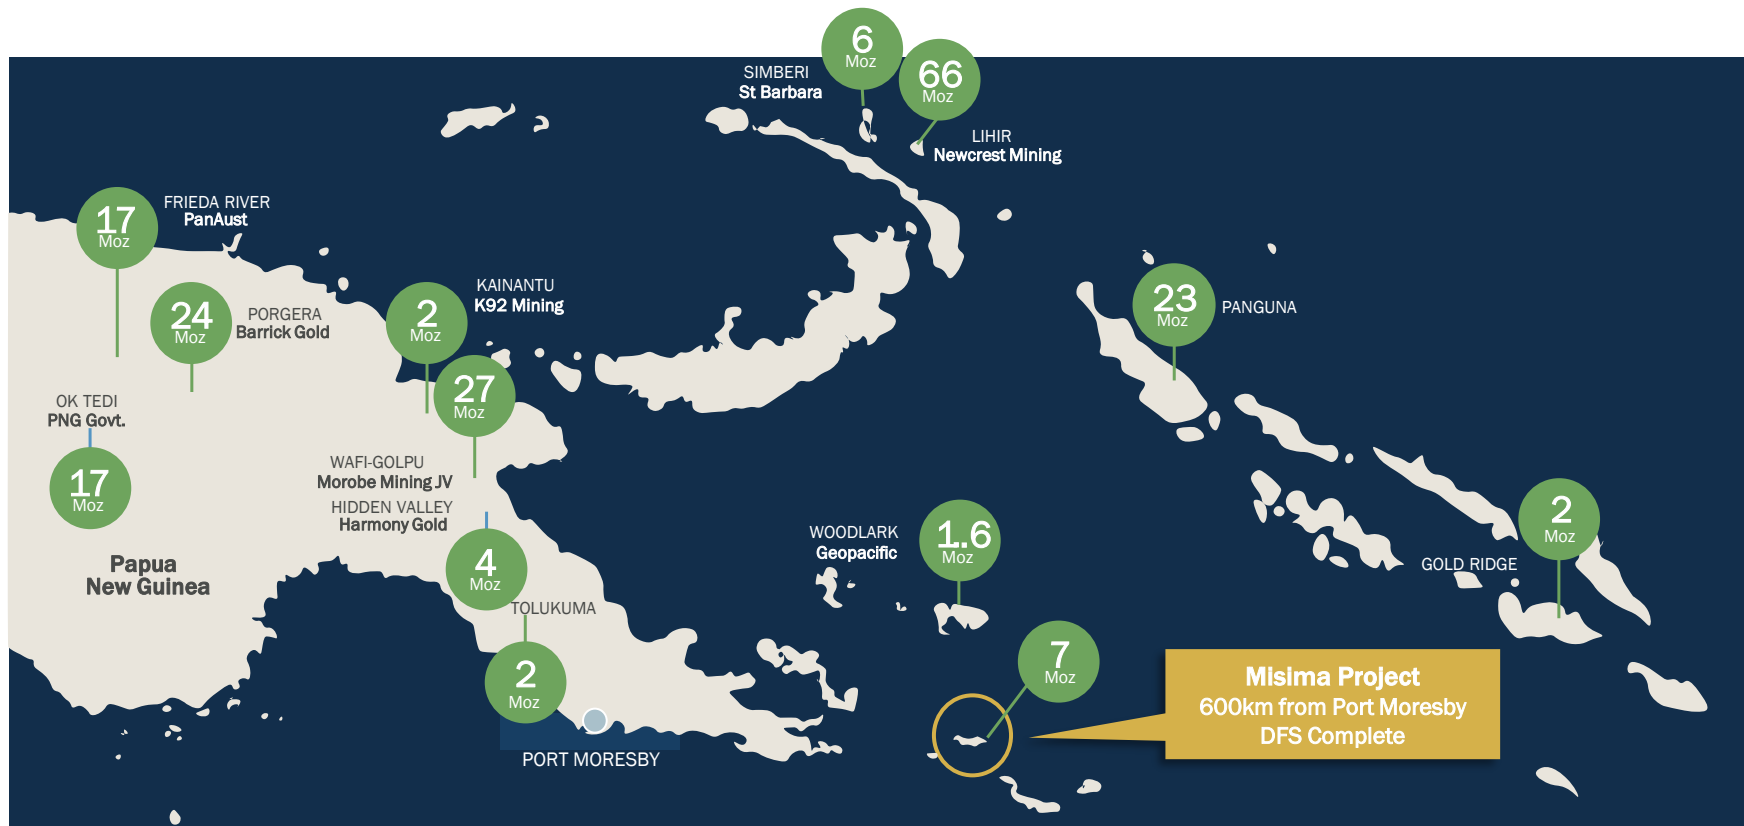 6
Moz
66
Moz
SIMBERI
St Barbara
LIHIR
Newcrest Mining
17
Moz
FRIEDA RIVER
PanAust
24
Moz
PORGERA
Barrick Gold
2
Moz
KAINANTU
K92 Mining
23
Moz
PANGUNA
27
Moz
OK TEDI
PNG Govt.
17
Moz
WAFI-GOLPU
Morobe Mining JV
HIDDEN VALLEY
Harmony Gold
4
Moz
WOODLARK
Geopacific
1..6
Moz
2
Moz
GOLD RIDGE
Papua
New Guinea
TOLUKUMA
2
Moz
7
Moz
Misima Project
600km from Port Moresby
DFS Complete
PORT MORESBY